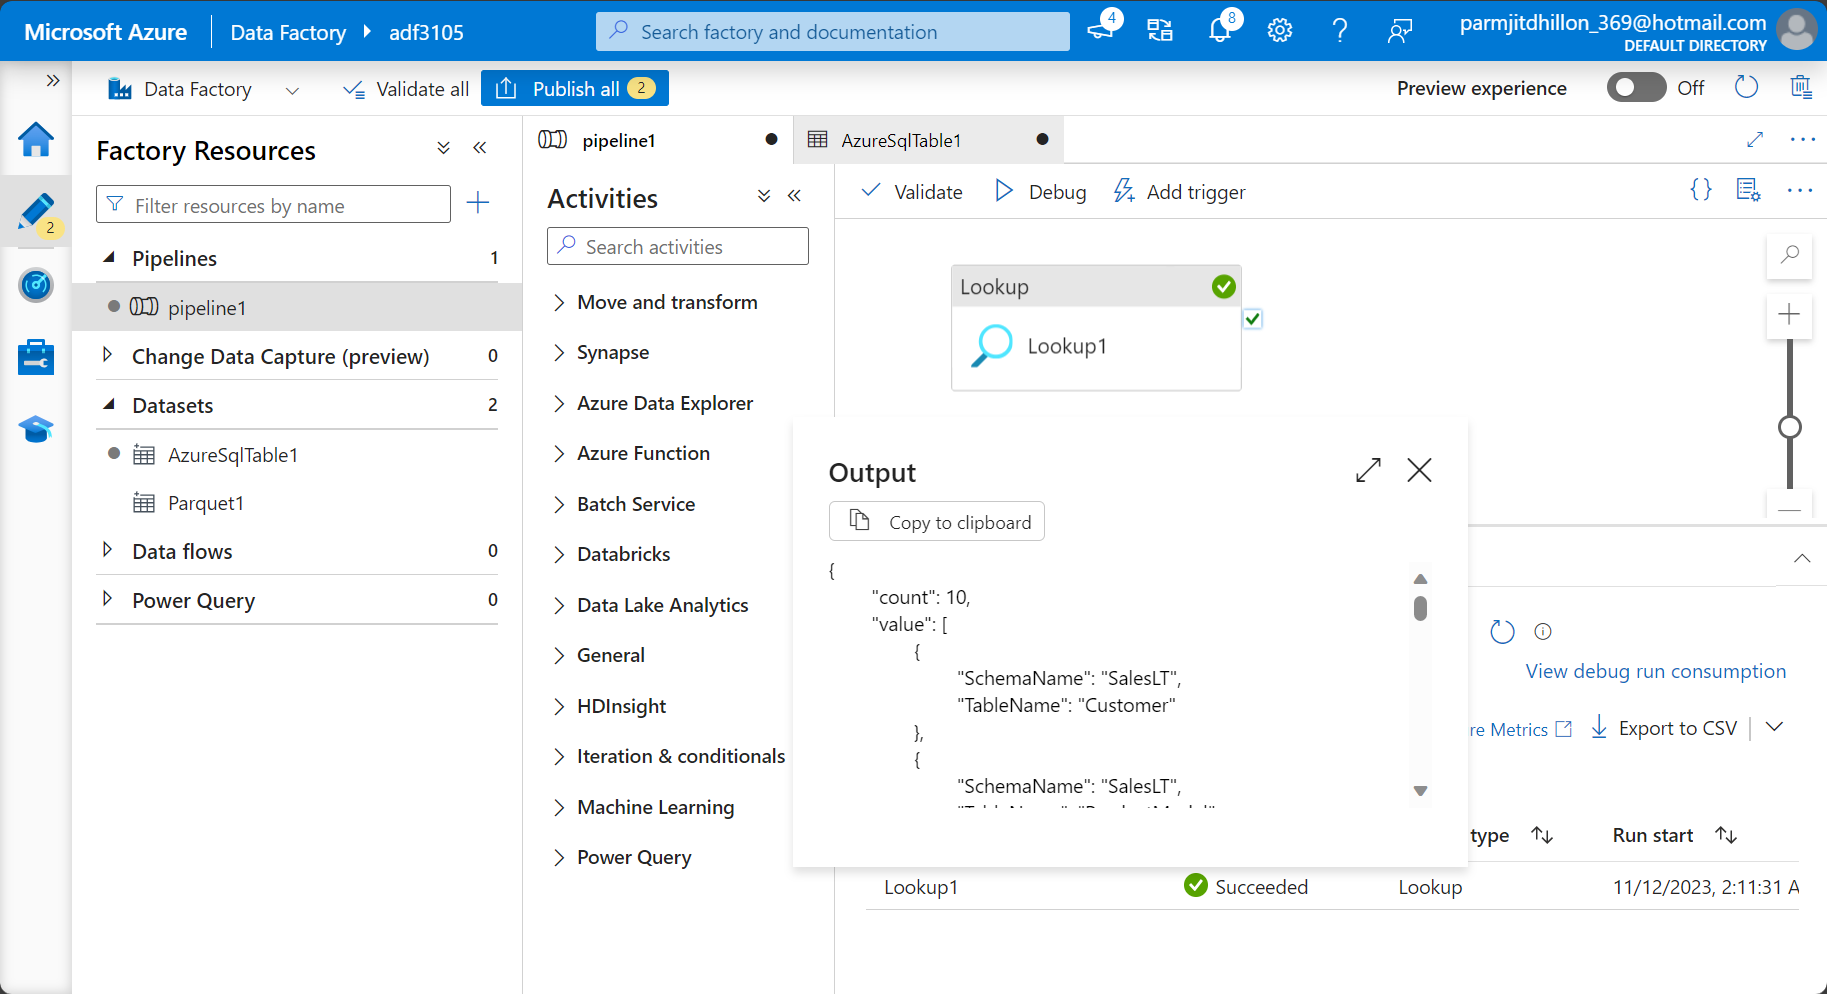 Microsoft Azure
Data Factory
adf3105
Search factory and documentation
4
8
parmjitdhillon_369@hotmail.com
DEFAULT DIRECTORY
Data Factory
Validate all
Publish all
2
Preview experience
Off
2
Factory Resources
Filter resources by name
Pipelines 1
pipeline1
Change Data Capture (preview) 0
Datasets 2
AzureSqlTable1
Parquet1
Data flows 0
Power Query 0
pipeline1
AzureSqlTable1
Activities
Search activities
Move and transform
Synapse
Azure Data Explorer
Azure Function
Batch Service
Databricks
Data Lake Analytics
General
HDInsight
Iteration & conditionals
Machine Learning
Power Query
Validate
Debug
Add trigger
{}
Lookup
Lookup1
Output
Copy to clipboard
{
"count": 10,
"value": [
{
"SchemaName": "SalesLT",
"TableName": "Customer"
},
{
"SchemaName": "SalesLT",
View debug run consumption
re Metrics
Export to CSV
type
Run start
Lookup1
Succeeded
Lookup
11/12/2023, 2:11:31 A